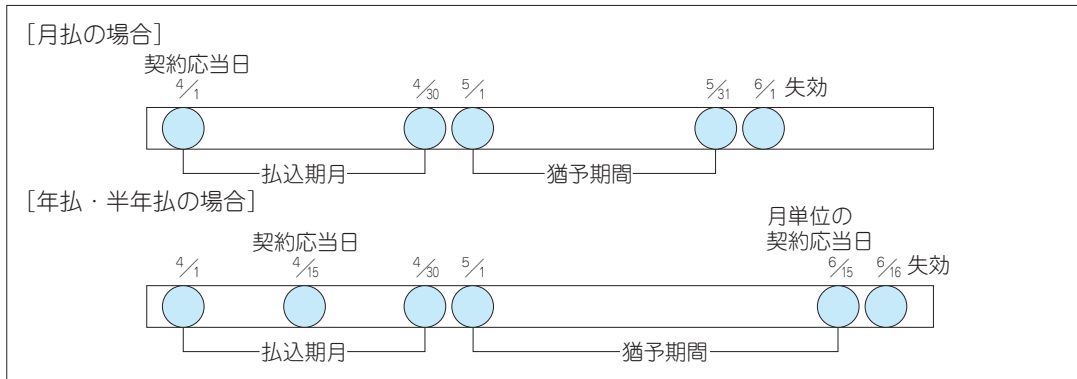 [月払の場合]
契約応当日
4/1 4/30 5/1 5/31 6/1 失効
払込期月 猶予期間
[年払・半年払の場合]
月単位の
契約応当日 契約応当日
4/1 4/15 4/30 5/1 6/15 6/16 失効
払込期月 猶予期間